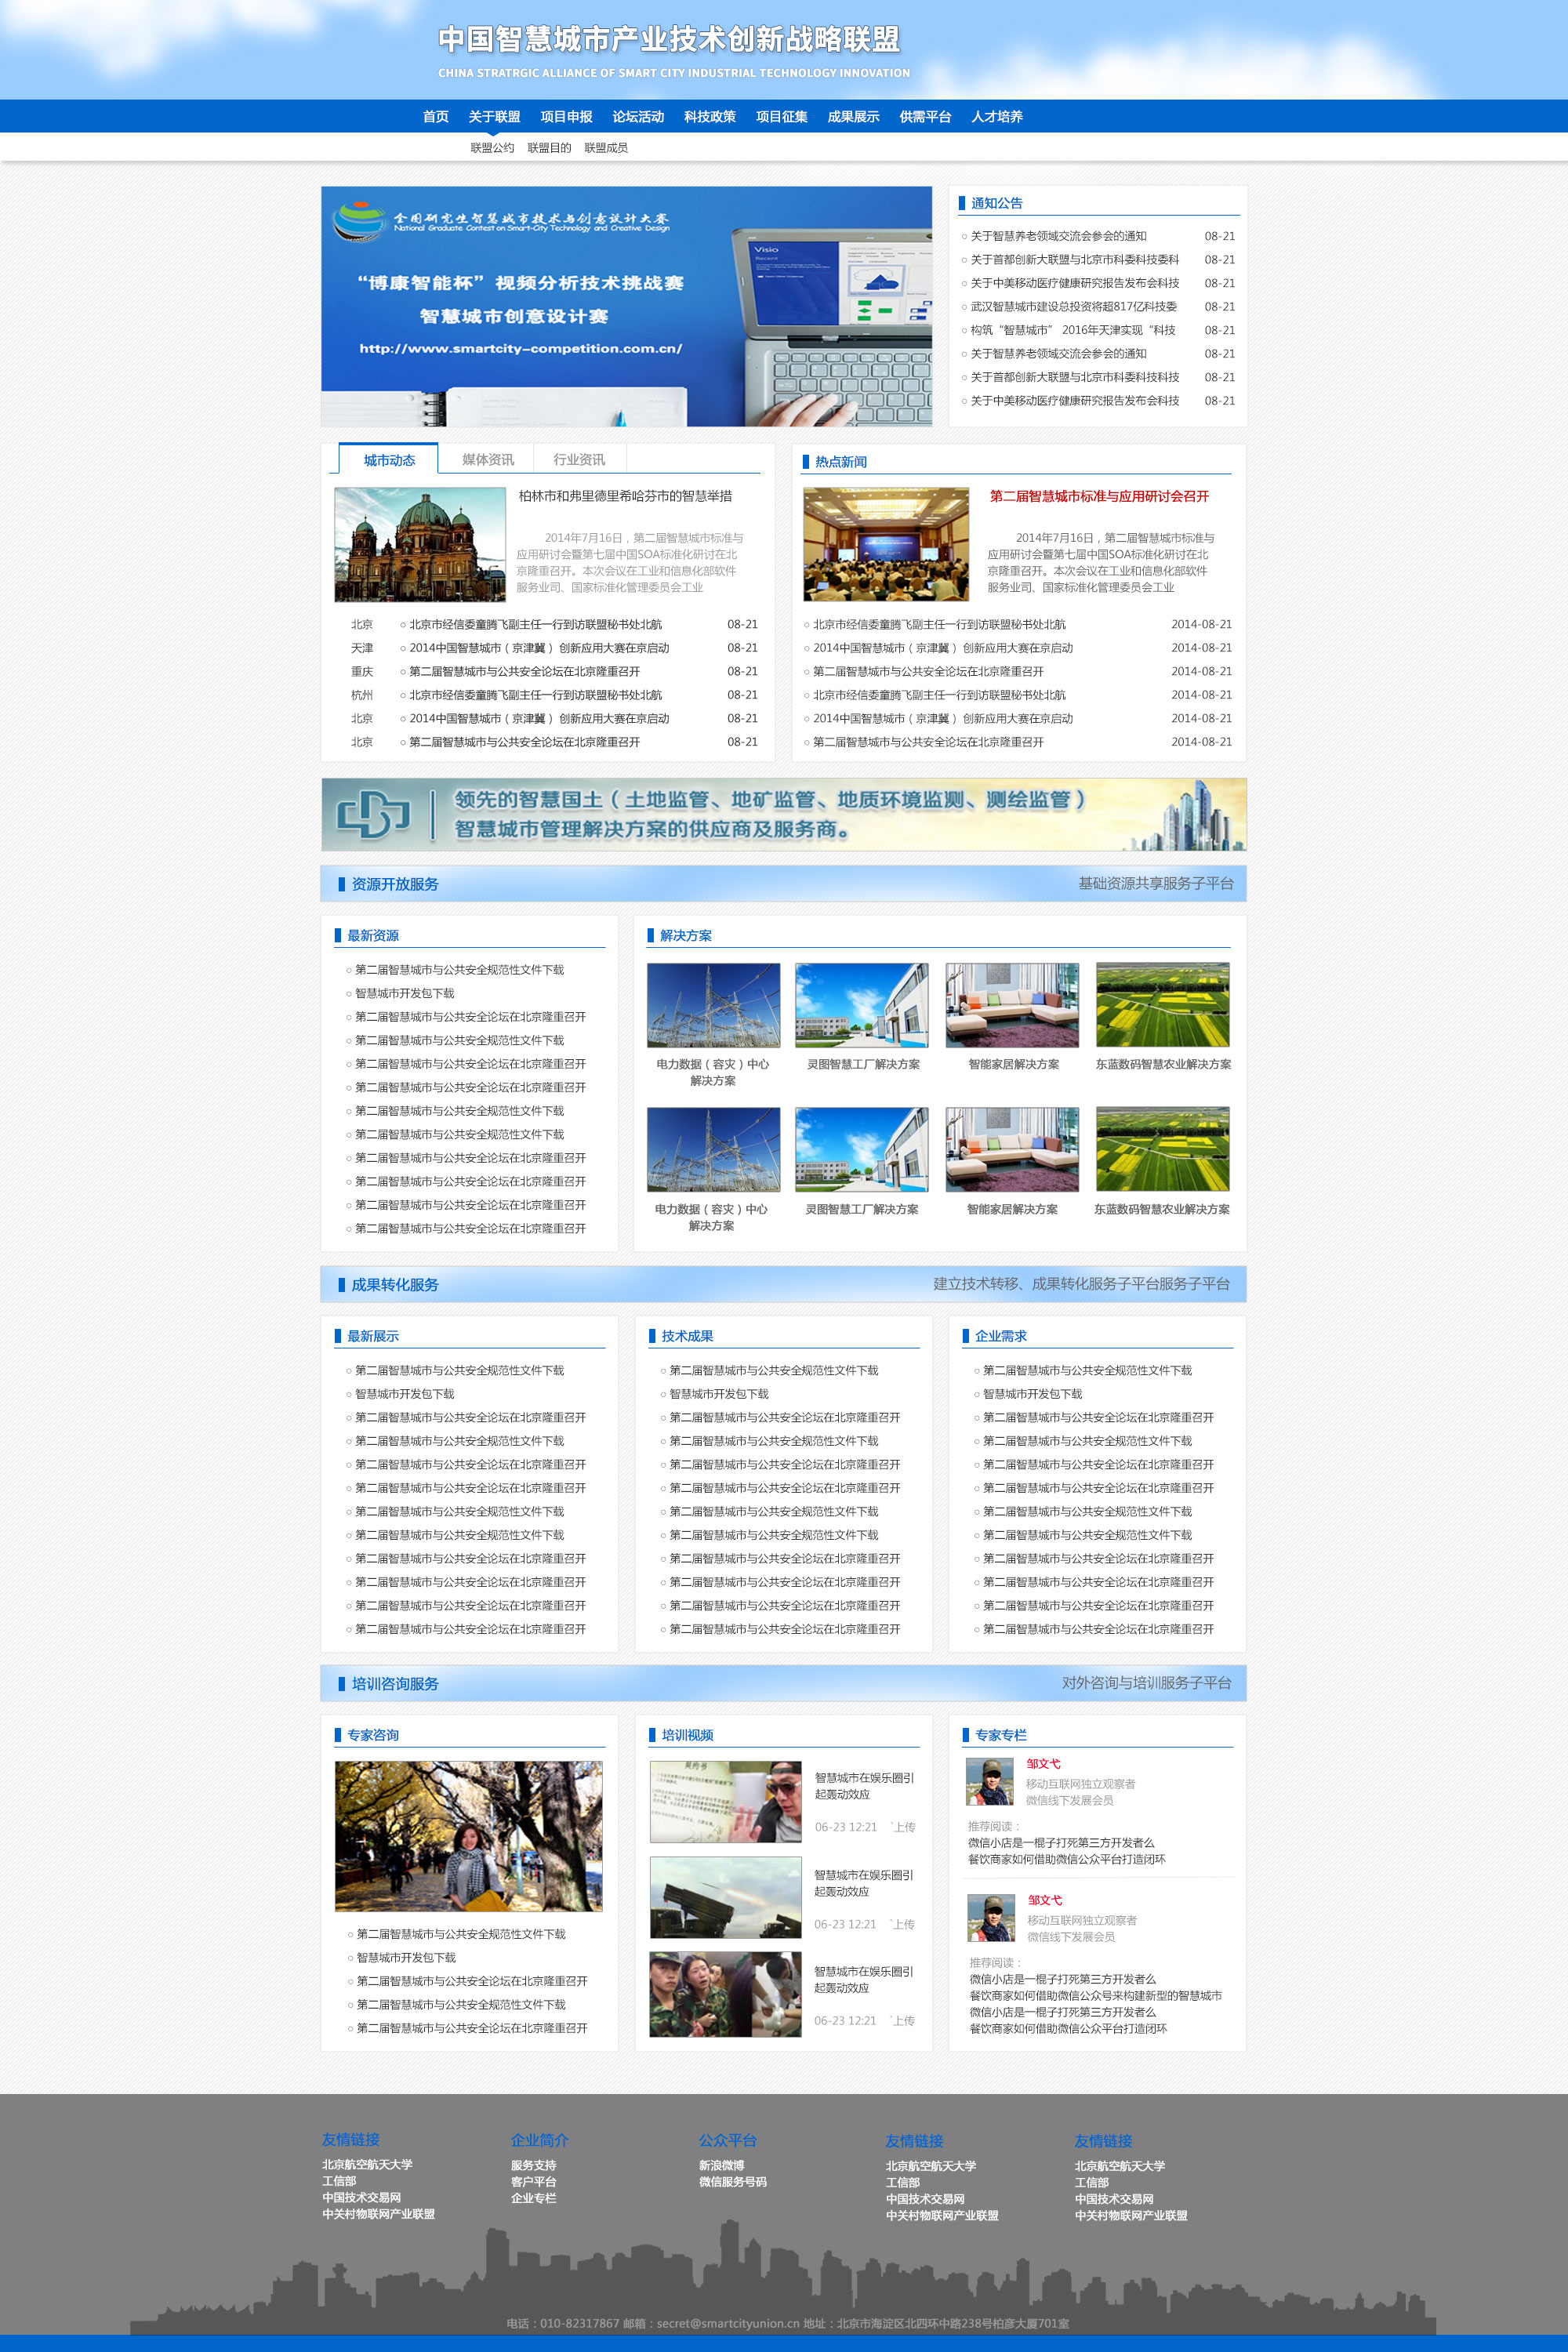 中国智慧城市产业技术创新战略联盟
CHINA STRATRGIC ALLIANCE OF SMART CITY INDUSTRIAL TECHNOLOGY INNOVATION
首页 关于联盟 项目申报 论坛活动 科技政策 项目征集 成果展示 供需平台 人才培养
联盟公约 联盟目的 联盟成员
全国研究生智慧城市技术与创意设计大赛
National Graduate Contest on Smart-City Technology and Creative Design
“博康智能杯”视频分析技术挑战赛
智慧城市创意设计赛
http://www.smartcity-competition.com.cn/
Visio
通知公告
关于智慧养老领域交流会参会的通知 08-21
关于首都创新大联盟与北京市科委科技委科 08-21
关于中美移动医疗健康研究报告发布会科技 08-21
武汉智慧城市建设总投资将超817亿科技委 08-21
构筑“智慧城市” 2016年天津实现“科技 08-21
关于智慧养老领域交流会参会的通知 08-21
关于首都创新大联盟与北京市科委科技科技 08-21
关于中美移动医疗健康研究报告发布会科技 08-21
城市动态 媒体资讯 行业资讯
柏林市和弗里德里希哈芬市的智慧举措
2014年7月16日，第二届智慧城市标准与
应用研讨会暨第七届中国SOA标准化研讨在北
京隆重召开。本次会议在工业和信息化部软件
服务业司、国家标准化管理委员会工业
北京 北京市经信委童腾飞副主任一行到访联盟秘书处北航 08-21
天津 2014中国智慧城市（京津冀）创新应用大赛在京启动 08-21
重庆 第二届智慧城市与公共安全论坛在北京隆重召开 08-21
杭州 北京市经信委童腾飞副主任一行到访联盟秘书处北航 08-21
北京 2014中国智慧城市（京津冀）创新应用大赛在京启动 08-21
北京 第二届智慧城市与公共安全论坛在北京隆重召开 08-21
热点新闻
第二届智慧城市标准与应用研讨会召开
2014年7月16日，第二届智慧城市标准与
应用研讨会暨第七届中国SOA标准化研讨在北
京隆重召开。本次会议在工业和信息化部软件
服务业司、国家标准化管理委员会工业
北京市经信委童腾飞副主任一行到访联盟秘书处北航 2014-08-21
2014中国智慧城市（京津冀）创新应用大赛在京启动 2014-08-21
第二届智慧城市与公共安全论坛在北京隆重召开 2014-08-21
北京市经信委童腾飞副主任一行到访联盟秘书处北航 2014-08-21
2014中国智慧城市（京津冀）创新应用大赛在京启动 2014-08-21
第二届智慧城市与公共安全论坛在北京隆重召开 2014-08-21
领先的智慧国土（土地监管、地矿监管、地质环境监测、测绘监管）
智慧城市管理解决方案的供应商及服务商。
资源开放服务 基础资源共享服务子平台
最新资源
第二届智慧城市与公共安全规范性文件下载
智慧城市开发包下载
第二届智慧城市与公共安全论坛在北京隆重召开
第二届智慧城市与公共安全规范性文件下载
第二届智慧城市与公共安全论坛在北京隆重召开
第二届智慧城市与公共安全论坛在北京隆重召开
第二届智慧城市与公共安全规范性文件下载
第二届智慧城市与公共安全规范性文件下载
第二届智慧城市与公共安全论坛在北京隆重召开
第二届智慧城市与公共安全论坛在北京隆重召开
第二届智慧城市与公共安全论坛在北京隆重召开
第二届智慧城市与公共安全论坛在北京隆重召开
解决方案
电力数据（容灾）中心 灵图智慧工厂解决方案 智能家居解决方案 东蓝数码智慧农业解决方案
解决方案
电力数据（容灾）中心 灵图智慧工厂解决方案 智能家居解决方案 东蓝数码智慧农业解决方案
解决方案
成果转化服务 建立技术转移、成果转化服务子平台服务子平台
最新展示
第二届智慧城市与公共安全规范性文件下载
智慧城市开发包下载
第二届智慧城市与公共安全论坛在北京隆重召开
第二届智慧城市与公共安全规范性文件下载
第二届智慧城市与公共安全论坛在北京隆重召开
第二届智慧城市与公共安全论坛在北京隆重召开
第二届智慧城市与公共安全规范性文件下载
第二届智慧城市与公共安全规范性文件下载
第二届智慧城市与公共安全论坛在北京隆重召开
第二届智慧城市与公共安全论坛在北京隆重召开
第二届智慧城市与公共安全论坛在北京隆重召开
第二届智慧城市与公共安全论坛在北京隆重召开
技术成果
第二届智慧城市与公共安全规范性文件下载
智慧城市开发包下载
第二届智慧城市与公共安全论坛在北京隆重召开
第二届智慧城市与公共安全规范性文件下载
第二届智慧城市与公共安全论坛在北京隆重召开
第二届智慧城市与公共安全论坛在北京隆重召开
第二届智慧城市与公共安全规范性文件下载
第二届智慧城市与公共安全规范性文件下载
第二届智慧城市与公共安全论坛在北京隆重召开
第二届智慧城市与公共安全论坛在北京隆重召开
第二届智慧城市与公共安全论坛在北京隆重召开
第二届智慧城市与公共安全论坛在北京隆重召开
企业需求
第二届智慧城市与公共安全规范性文件下载
智慧城市开发包下载
第二届智慧城市与公共安全论坛在北京隆重召开
第二届智慧城市与公共安全规范性文件下载
第二届智慧城市与公共安全论坛在北京隆重召开
第二届智慧城市与公共安全论坛在北京隆重召开
第二届智慧城市与公共安全规范性文件下载
第二届智慧城市与公共安全规范性文件下载
第二届智慧城市与公共安全论坛在北京隆重召开
第二届智慧城市与公共安全论坛在北京隆重召开
第二届智慧城市与公共安全论坛在北京隆重召开
第二届智慧城市与公共安全论坛在北京隆重召开
培训咨询服务 对外咨询与培训服务子平台
专家咨询
第二届智慧城市与公共安全规范性文件下载
智慧城市开发包下载
第二届智慧城市与公共安全论坛在北京隆重召开
第二届智慧城市与公共安全规范性文件下载
第二届智慧城市与公共安全论坛在北京隆重召开
培训视频
智慧城市在娱乐圈引
起轰动效应
06-23 12:21 `上传
智慧城市在娱乐圈引
起轰动效应
06-23 12:21 `上传
智慧城市在娱乐圈引
起轰动效应
06-23 12:21 `上传
专家专栏
邹文弋
移动互联网独立观察者
微信线下发展会员
推荐阅读：
微信小店是一棍子打死第三方开发者么
餐饮商家如何借助微信公众平台打造闭环
邹文弋
移动互联网独立观察者
微信线下发展会员
推荐阅读：
微信小店是一棍子打死第三方开发者么
餐饮商家如何借助微信公众号来构建新型的智慧城市
微信小店是一棍子打死第三方开发者么
餐饮商家如何借助微信公众平台打造闭环
友情链接
北京航空航天大学
工信部
中国技术交易网
中关村物联网产业联盟
企业简介
服务支持
客户平台
企业专栏
公众平台
新浪微博
微信服务号码
友情链接
北京航空航天大学
工信部
中国技术交易网
中关村物联网产业联盟
友情链接
北京航空航天大学
工信部
中国技术交易网
中关村物联网产业联盟
电话：010-82317867 邮箱：secret@smartcityunion.cn 地址：北京市海淀区北四环中路238号柏彦大厦701室